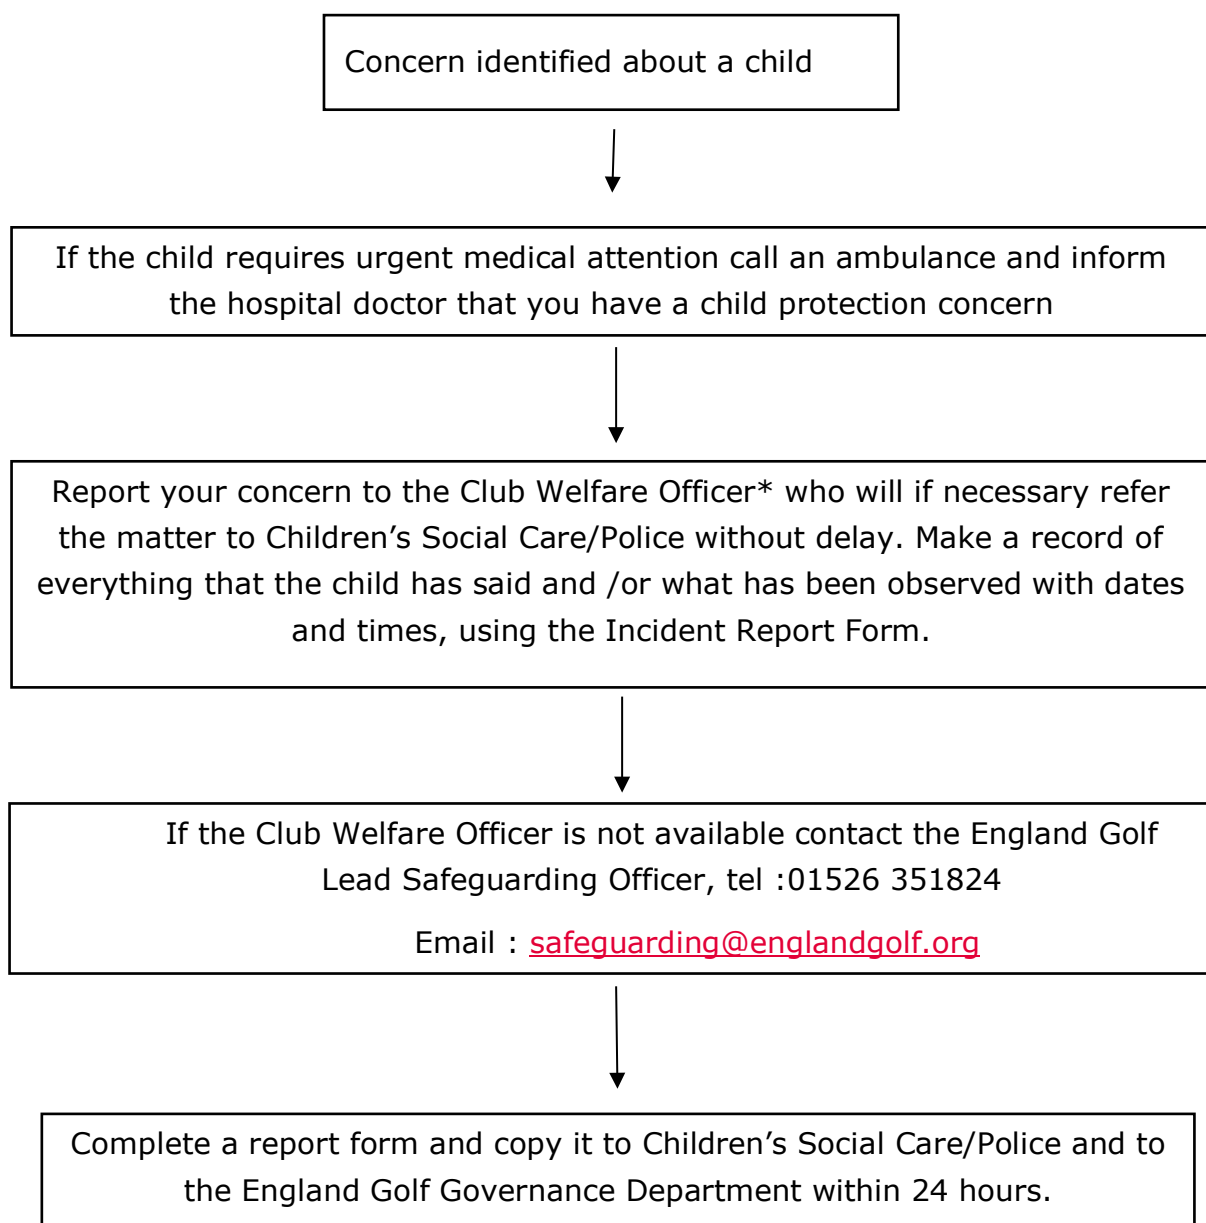 Concern identified about a child
If the child requires urgent medical attention call an ambulance and inform
the hospital doctor that you have a child protection concern
Report your concern to the Club Welfare Officer* who will if necessary refer
the matter to Children’s Social Care/Police without delay. Make a record of
everything that the child has said and /or what has been observed with dates
and times, using the Incident Report Form.
If the Club Welfare Officer is not available contact the England Golf
Lead Safeguarding Officer, tel :01526 351824
Email : safeguarding@englandgolf.org
Complete a report form and copy it to Children’s Social Care/Police and to
the England Golf Governance Department within 24 hours.